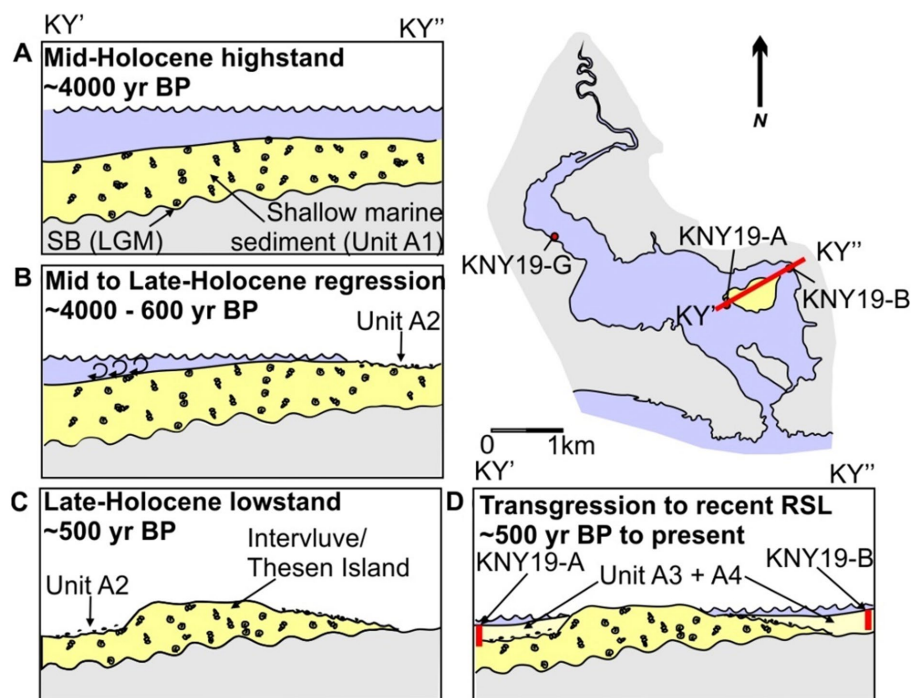 KY’
KY’’
A
Mid-Holocene highstand
~4000 yr BP
SB (LGM)
Shallow marine
sediment (Unit A1)
B
Mid to Late-Holocene regression
~4000 - 600 yr BP
Unit A2
N
KNY19-G
KNY19-A
KY’’
KY’
KNY19-B
0
1km
C
Late-Holocene lowstand
~500 yr BP
Intervluve/
Thesen Island
Unit A2
KY’
KY’’
D
Transgression to recent RSL
~500 yr BP to present
KNY19-A
KNY19-B
Unit A3 + A4